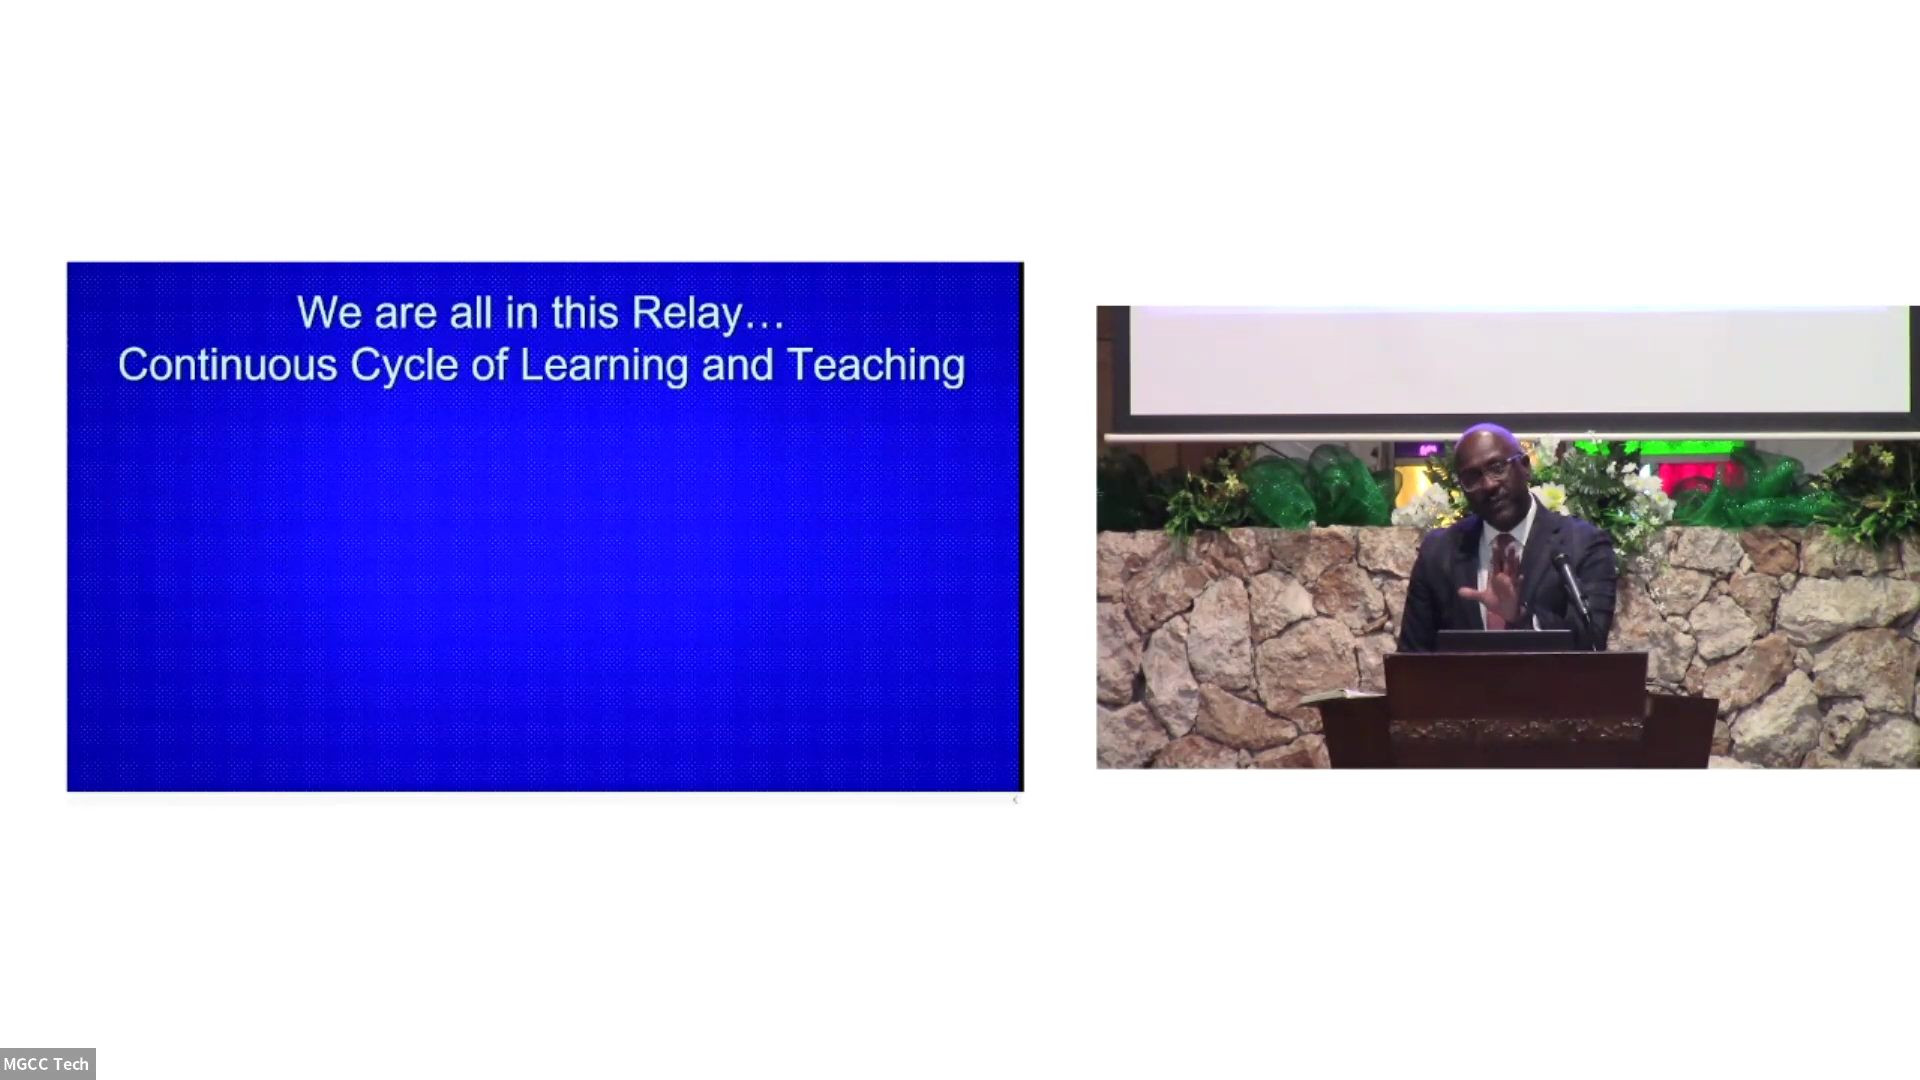 We are all in this Relay…
Continuous Cycle of Learning and Teaching
MGCC Tech